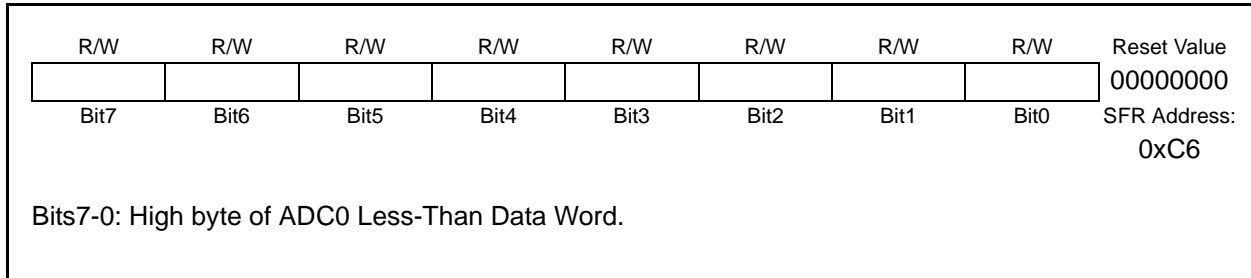 R/W R/W R/W R/W R/W R/W R/W R/W Reset Value
00000000
Bit7 Bit6 Bit5 Bit4 Bit3 Bit2 Bit1 Bit0 SFR Address:
0xC6
Bits7-0: High byte of ADC0 Less-Than Data Word.